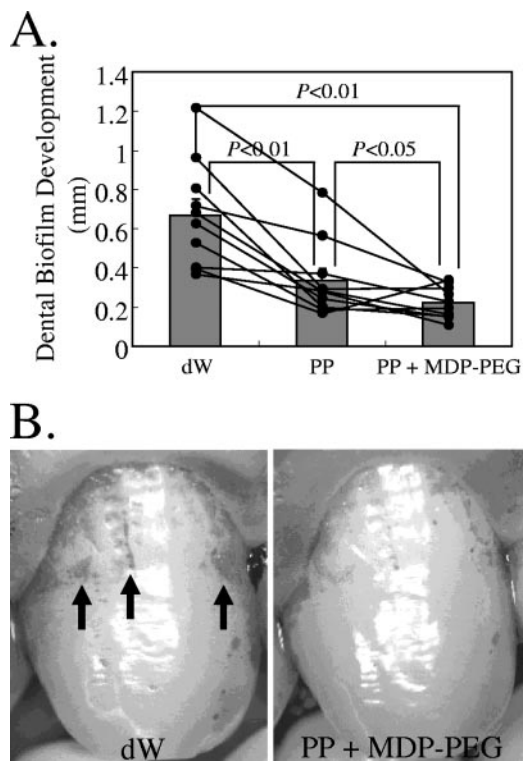 A.
Dental Biofilm Development
(mm)
1.4
1.2
1
0.8
0.6
0.4
0.2
0
P<0.01
P<0.01
P<0.05
dW
PP
PP + MDP-PEG
B.
dW
PP + MDP-PEG